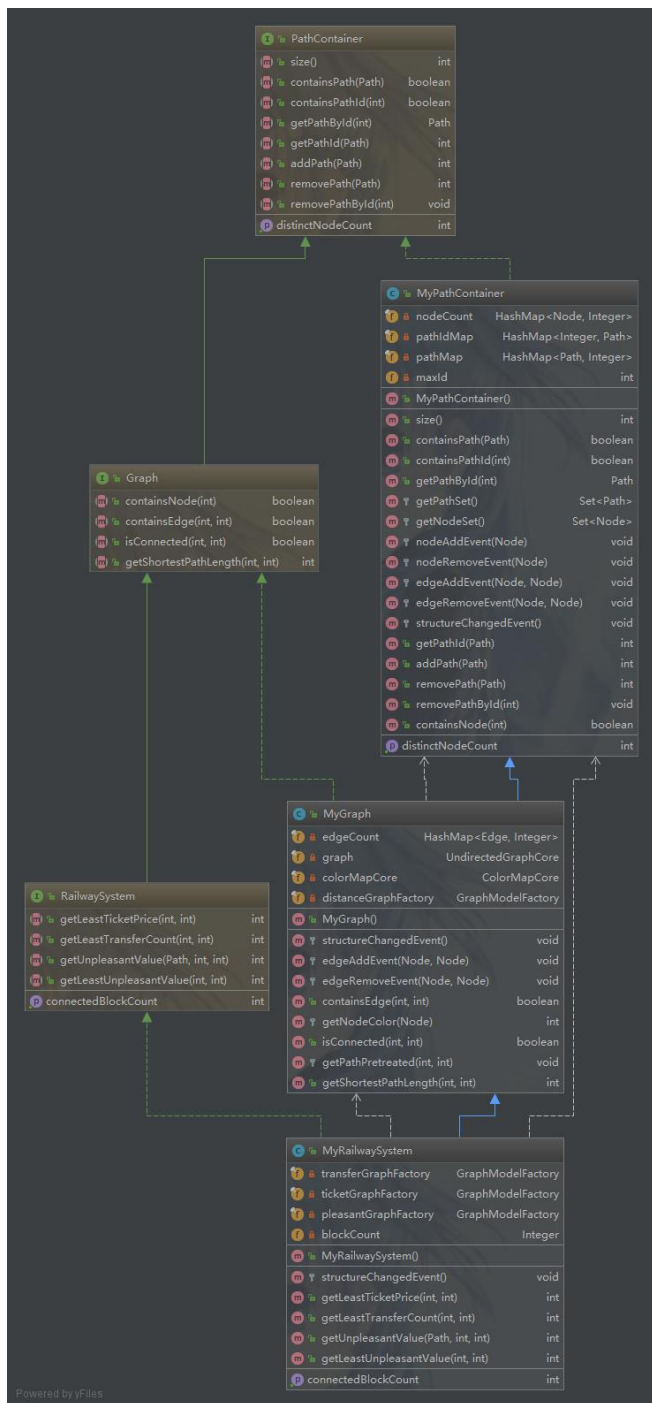 PathContainer
size() int
containsPath(Path) boolean
containsPathId(int) boolean
getPathById(int) Path
getPathId(Path) int
addPath(Path) int
removePath(Path) int
removePathById(int) void
distinctNodeCount int
MyPathContainer
nodeCount HashMap<Node, Integer>
pathIdMap HashMap<Integer, Path>
pathMap HashMap<Path, Integer>
maxId int
MyPathContainer()
size() int
containsPath(Path) boolean
containsPathId(int) boolean
getPathById(int) Path
getPathSet() Set<Path>
getNodeSet() Set<Node>
nodeAddEvent(Node) void
nodeRemoveEvent(Node) void
edgeAddEvent(Node, Node) void
edgeRemoveEvent(Node, Node) void
structureChangedEvent() void
getPathId(Path) int
addPath(Path) int
removePath(Path) int
removePathById(int) void
containsNode(int) boolean
distinctNodeCount int
Graph
containsNode(int) boolean
containsEdge(int, int) boolean
isConnected(int, int) boolean
getShortestPathLength(int, int) int
MyGraph
edgeCount HashMap<Edge, Integer>
graph UndirectedGraphCore
colorMapCore ColorMapCore
distanceGraphFactory GraphModelFactory
MyGraph()
structureChangedEvent() void
edgeAddEvent(Node, Node) void
edgeRemoveEvent(Node, Node) void
containsEdge(int, int) boolean
getNodeColor(Node) int
isConnected(int, int) boolean
getPathPretreated(int, int) void
getShortestPathLength(int, int) int
RailwaySystem
getLeastTicketPrice(int, int) int
getLeastTransferCount(int, int) int
getUnpleasantValue(Path, int, int) int
getLeastUnpleasantValue(int, int) int
connectedBlockCount int
MyRailwaySystem
transferGraphFactory GraphModelFactory
ticketGraphFactory GraphModelFactory
pleasantGraphFactory GraphModelFactory
blockCount Integer
MyRailwaySystem()
structureChangedEvent() void
getLeastTicketPrice(int, int) int
getLeastTransferCount(int, int) int
getUnpleasantValue(Path, int, int) int
getLeastUnpleasantValue(int, int) int
connectedBlockCount int
Powered by yFiles